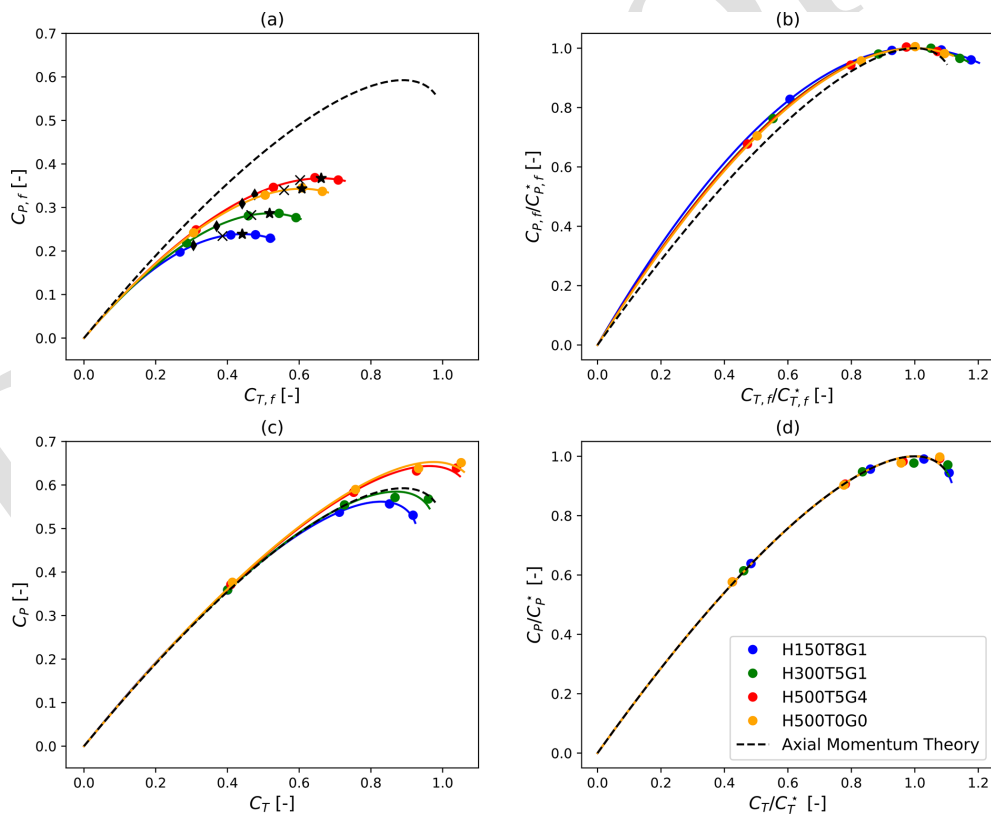 (a)
0.7
0.6
0.5
0.4
0.3
0.2
0.1
0.0
C_{P,f} [-]
0.0 0.2 0.4 0.6 0.8 1.0
C_{T,f} [-]
(b)
1.0
0.8
0.6
0.4
0.2
0.0
C_{P,f}/C^⋆_{P,f} [-]
0.0 0.2 0.4 0.6 0.8 1.0 1.2
C_{T,f}/C^⋆_{T,f} [-]
(c)
0.7
0.6
0.5
0.4
0.3
0.2
0.1
0.0
C_P [-]
0.0 0.2 0.4 0.6 0.8 1.0
C_T [-]
(d)
1.0
0.8
0.6
0.4
0.2
0.0
C_P/C_P^⋆ [-]
H150T8G1
H300T5G1
H500T5G4
H500T0G0
Axial Momentum Theory
0.0 0.2 0.4 0.6 0.8 1.0 1.2
C_T/C_T^⋆ [-]